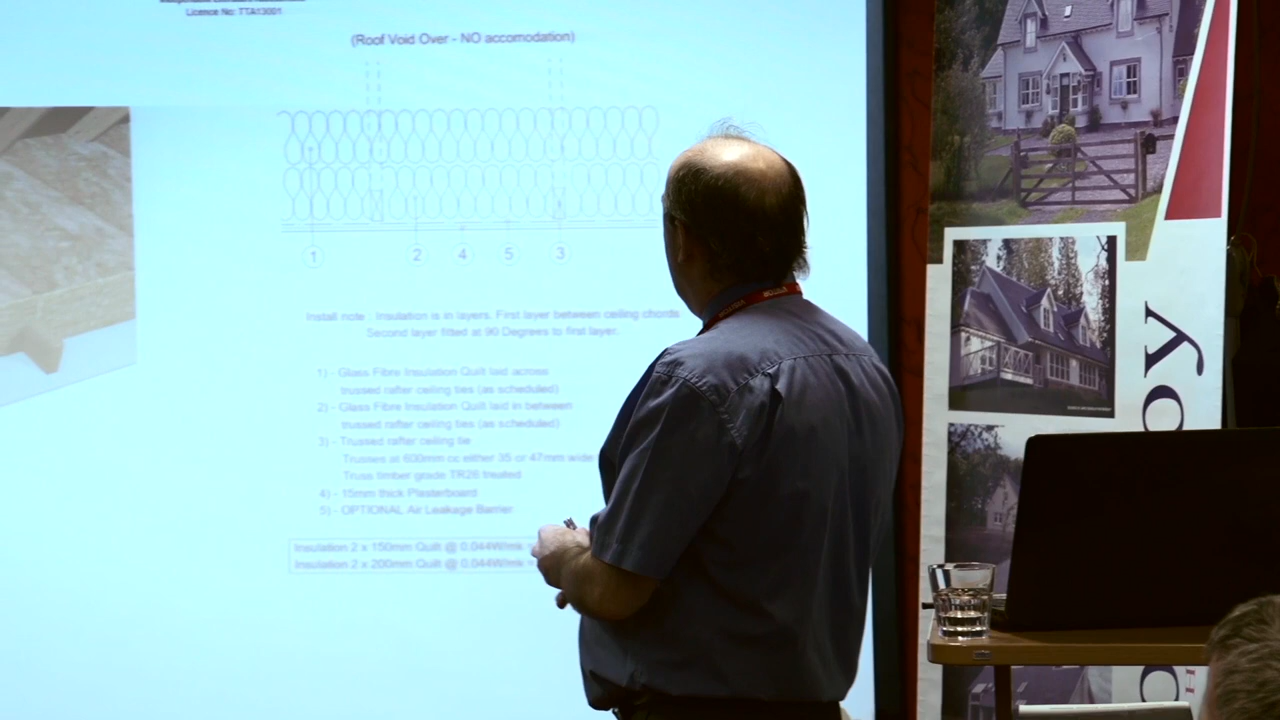 Licence No: TTA13001
(Roof Void Over - NO accomodation)
1 2 4 5 3
Install note : Insulation is in layers. First layer between ceiling chords
Second layer fitted at 90 Degrees to first layer.
1) - Glass Fibre Insulation Quilt laid across
trussed rafter ceiling ties (as scheduled)
2) - Glass Fibre Insulation Quilt laid in between
trussed rafter ceiling ties (as scheduled)
3) - Trussed rafter ceiling tie
Trusses at 600mm cc either 35 or 47mm wide
Truss timber grade TR26 treated
4) - 15mm thick Plasterboard
5) - OPTIONAL Air Leakage Barrier
Insulation 2 x 150mm Quilt @ 0.044W/mk
Insulation 2 x 200mm Quilt @ 0.044W/mk =
VISITOR
oy
H